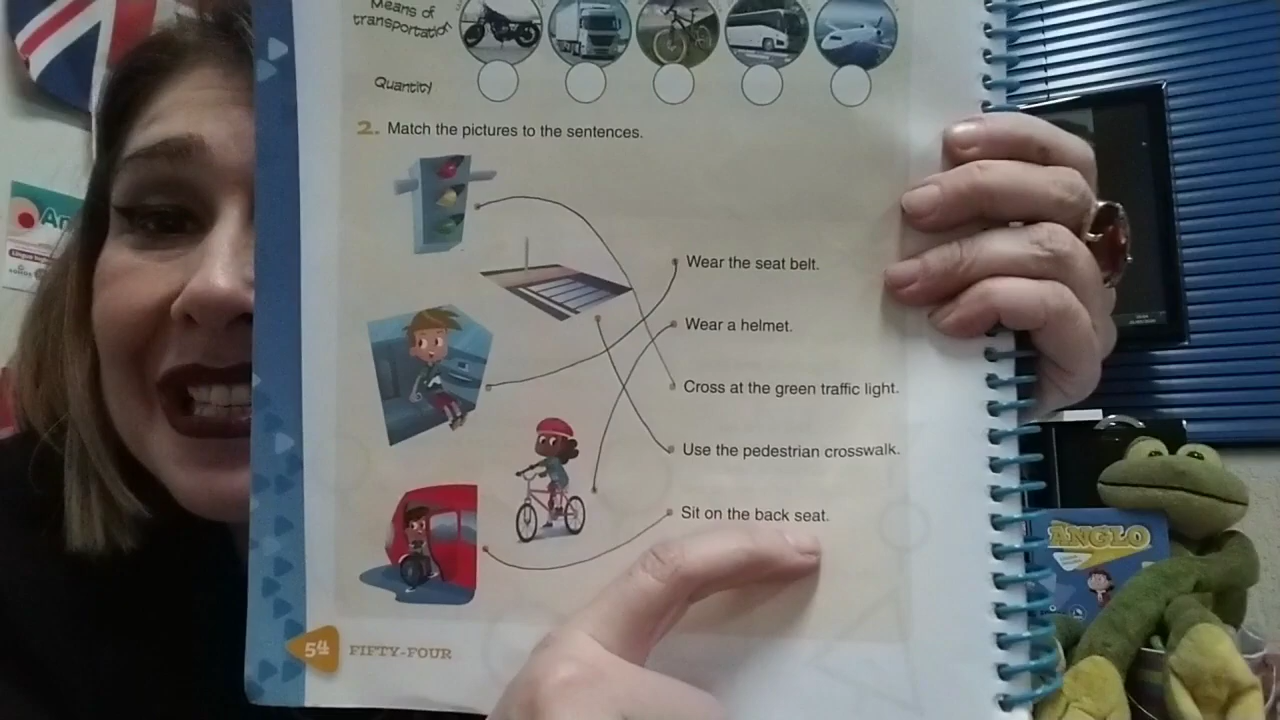 Means of
transportation
Quantity
2. Match the pictures to the sentences.
Wear the seat belt.
Wear a helmet.
Cross at the green traffic light.
Use the pedestrian crosswalk.
Sit on the back seat.
54 FIFTY-FOUR
ANGLO